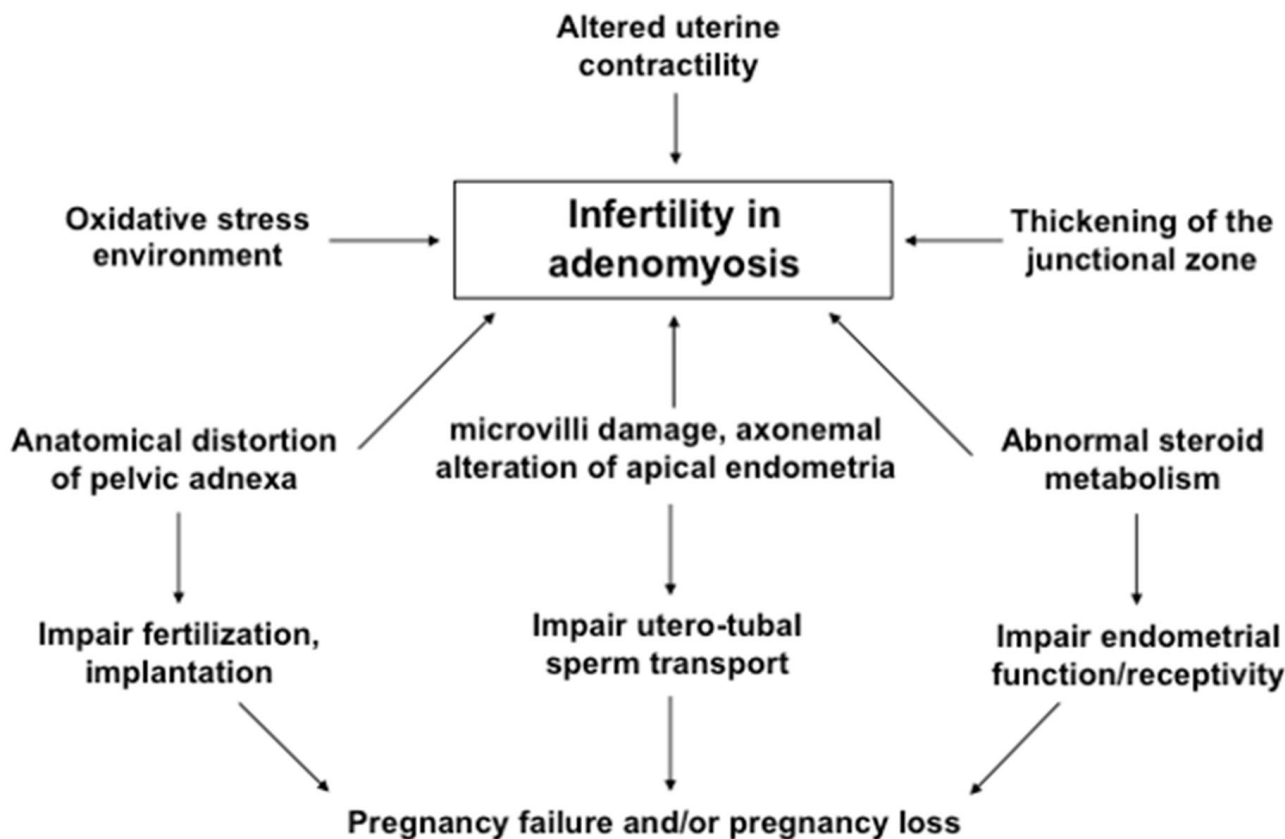 Altered uterine
contractility
Oxidative stress
environment
Infertility in
adenomyosis
Thickening of the
junctional zone
Anatomical distortion
of pelvic adnexa
microvilli damage, axonemal
alteration of apical endometria
Abnormal steroid
metabolism
Impair fertilization,
implantation
Impair utero-tubal
sperm transport
Impair endometrial
function/receptivity
Pregnancy failure and/or pregnancy loss